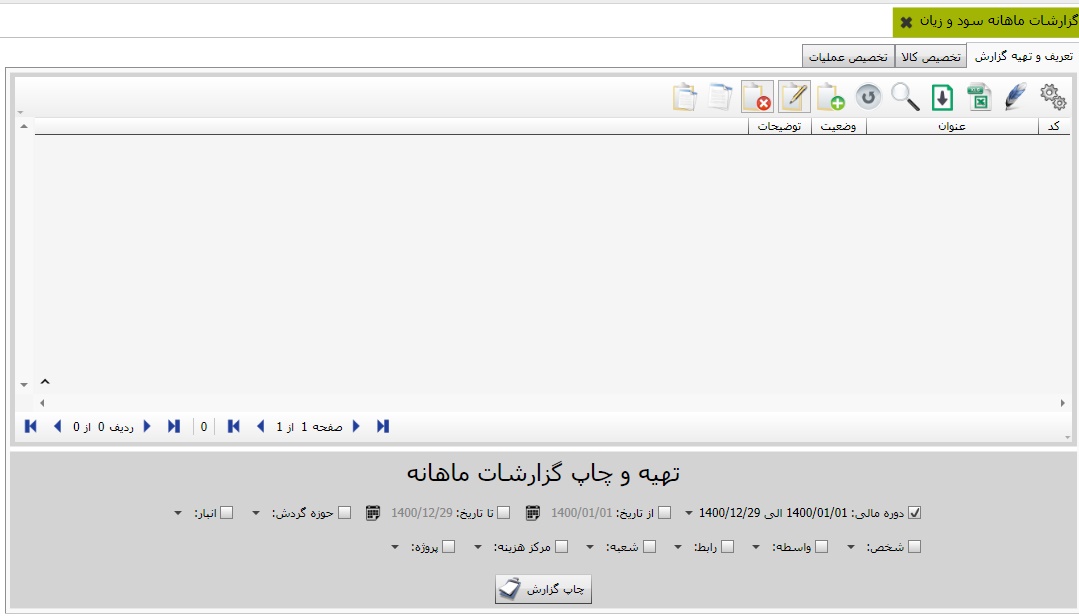 گزارشات ماهانه سود و زیان
تعریف و تهیه گزارش تخصیص کالا تخصیص عملیات
کد عنوان وضعیت توضیحات
صفحه 1 از 1 0 ردیف 0 از 0
تهیه و چاپ گزارشات ماهانه
دوره مالی: 1400/01/01 الی 1400/12/29 از تاریخ: 1400/01/01 تا تاریخ: 1400/12/29 حوزه گردش: انبار:
شخص: واسطه: رابط: شعبه: مرکز هزینه: پروژه:
چاپ گزارش